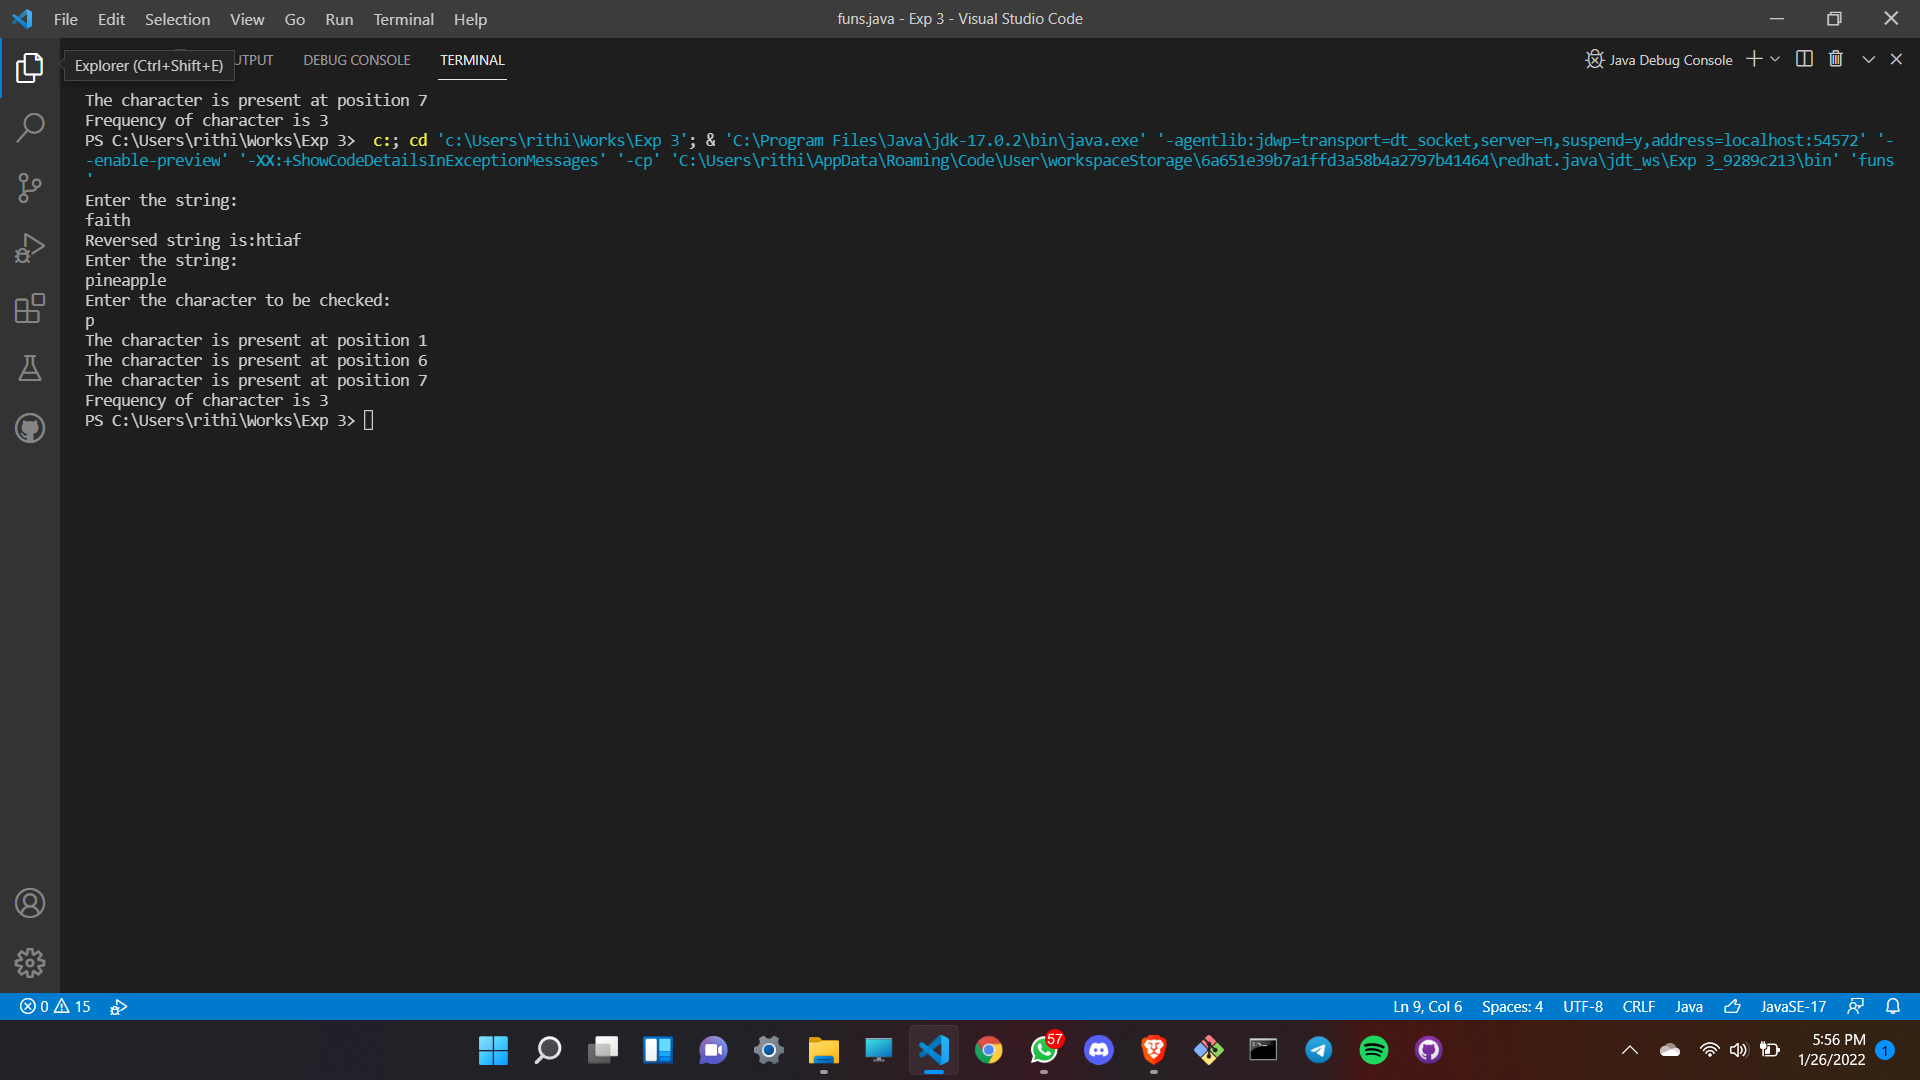 File Edit Selection View Go Run Terminal Help
funs.java - Exp 3 - Visual Studio Code
Explorer (Ctrl+Shift+E)
UTPUT DEBUG CONSOLE TERMINAL
Java Debug Console
The character is present at position 7
Frequency of character is 3
PS C:\Users\rithi\Works\Exp 3>  c:; cd 'c:\Users\rithi\Works\Exp 3'; & 'C:\Program Files\Java\jdk-17.0.2\bin\java.exe' '-agentlib:jdwp=transport=dt_socket,server=n,suspend=y,address=localhost:54572' '-
-enable-preview' '-XX:+ShowCodeDetailsInExceptionMessages' '-cp' 'C:\Users\rithi\AppData\Roaming\Code\User\workspaceStorage\6a651e39b7a1ffd3a58b4a2797b41464\redhat.java\jdt_ws\Exp 3_9289c213\bin' 'funs
'
Enter the string:
faith
Reversed string is:htiaf
Enter the string:
pineapple
Enter the character to be checked:
p
The character is present at position 1
The character is present at position 6
The character is present at position 7
Frequency of character is 3
PS C:\Users\rithi\Works\Exp 3>
0 15
Ln 9, Col 6 Spaces: 4 UTF-8 CRLF Java JavaSE-17
57
5:56 PM
1/26/2022
1